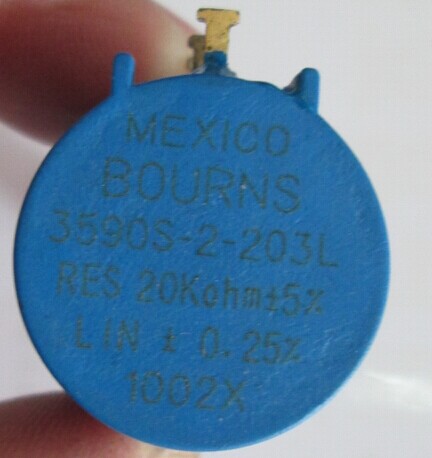 MEXICO
BOURNS
3590S-2-203L
RES 20Kohm±5%
LIN ± 0.25%
1002X